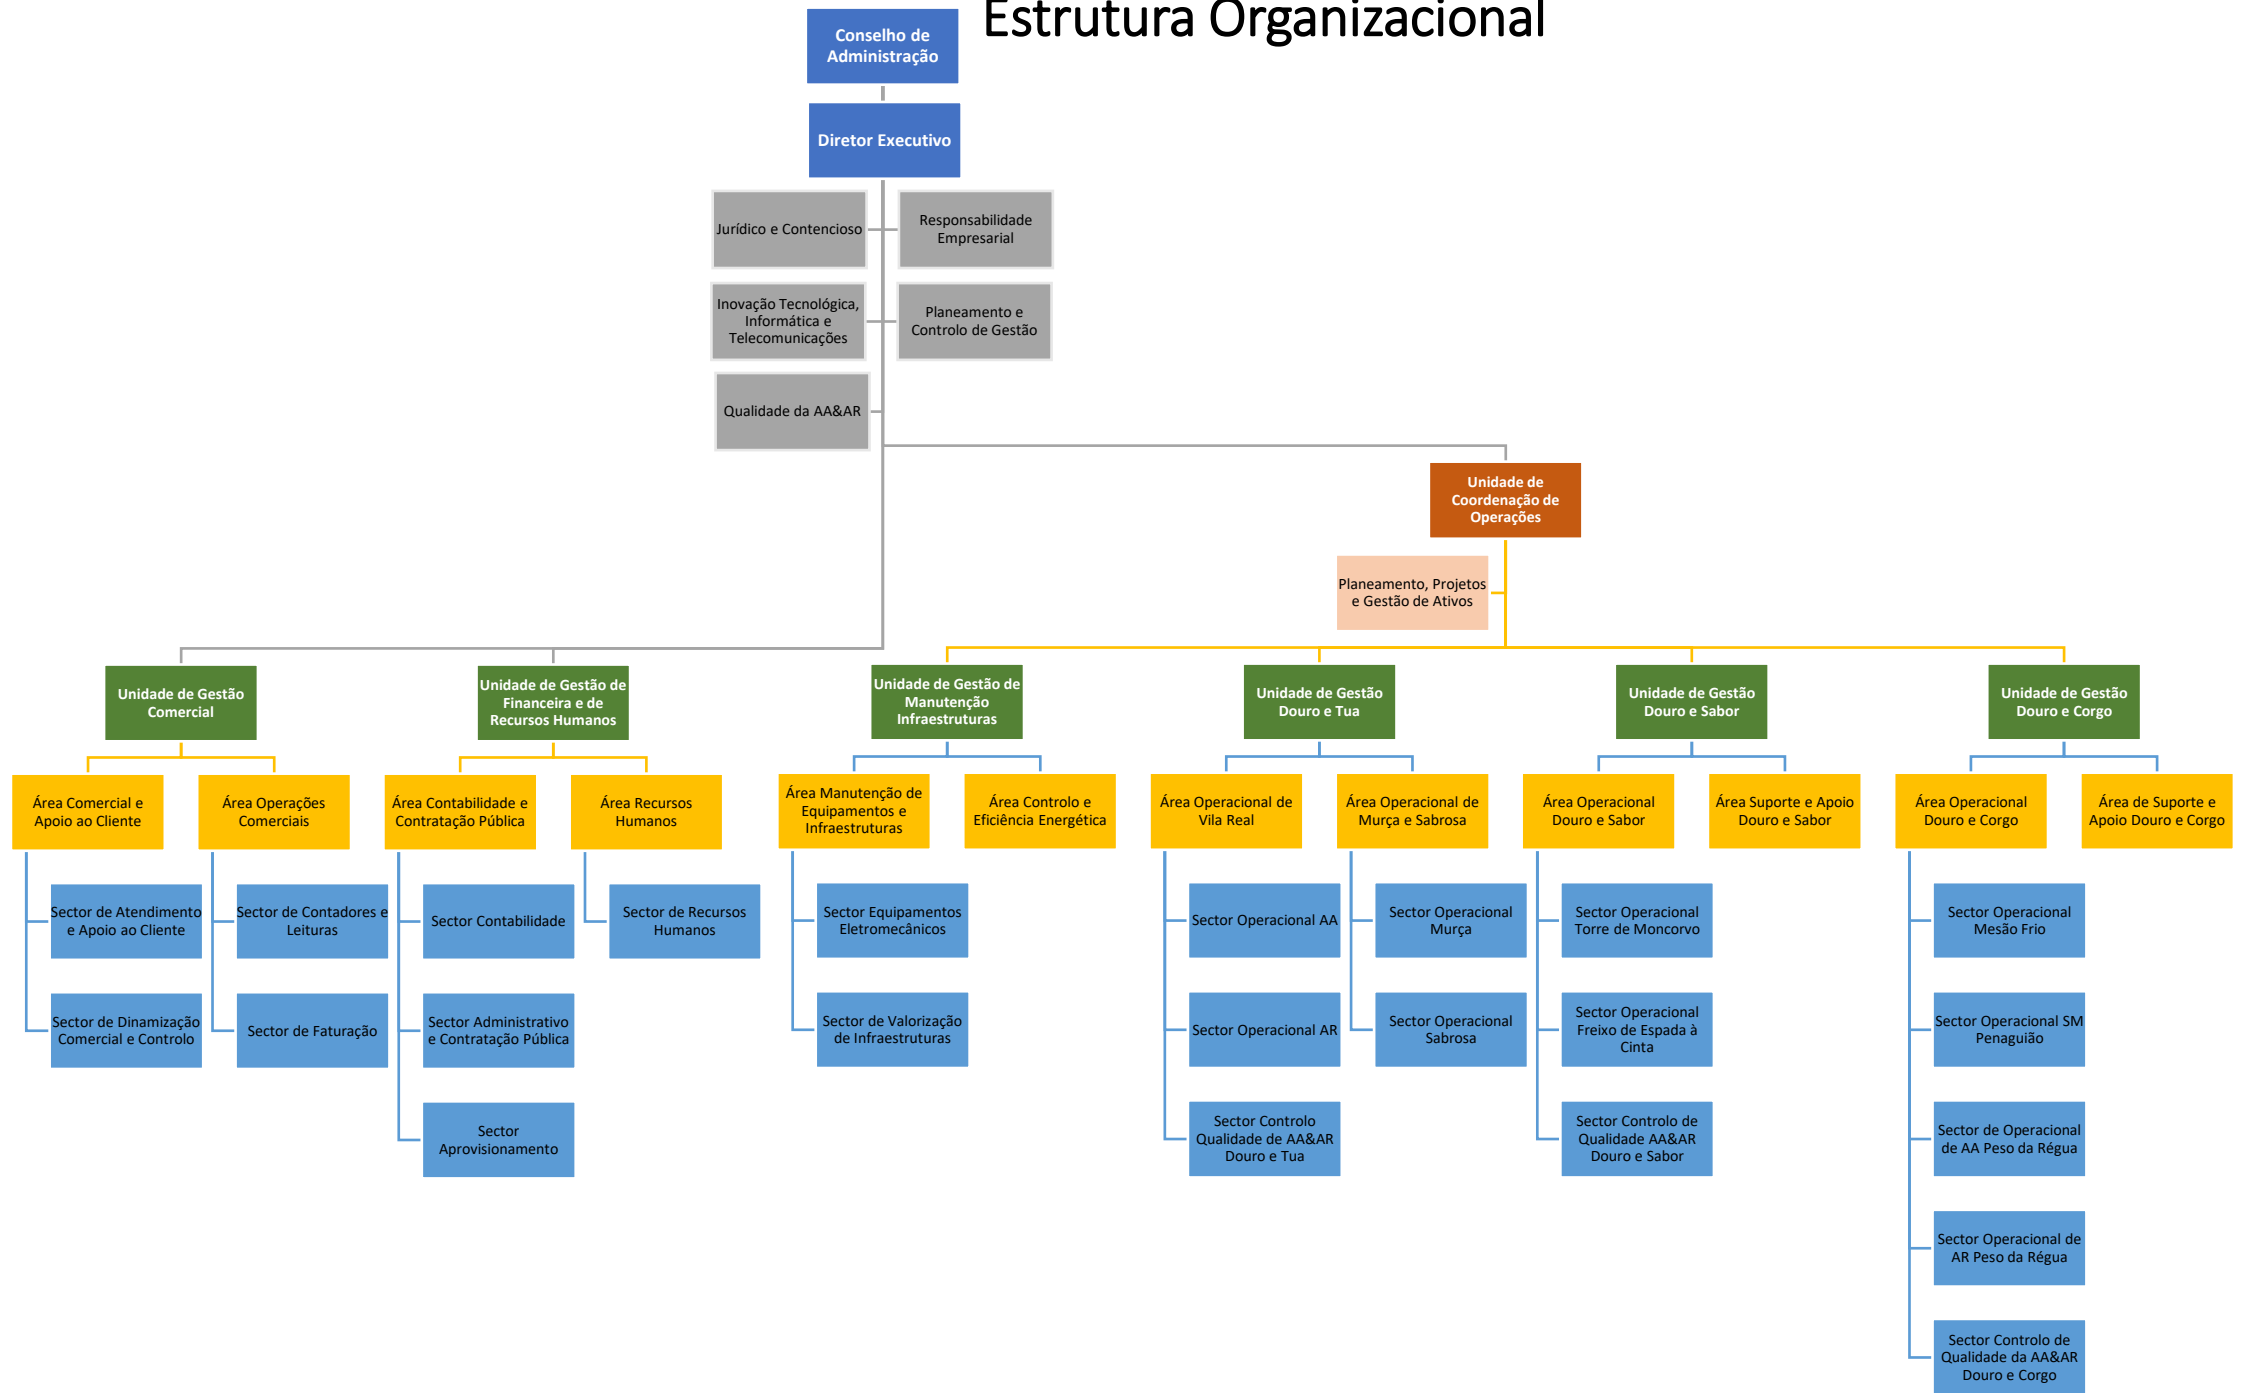 Estrutura Organizacional
Conselho de
Administração
Diretor Executivo
Jurídico e Contencioso
Responsabilidade
Empresarial
Inovação Tecnológica,
Informática e
Telecomunicações
Planeamento e
Controlo de Gestão
Qualidade da AA&AR
Unidade de
Coordenação de
Operações
Planeamento, Projetos
e Gestão de Ativos
Unidade de Gestão
Comercial
Unidade de Gestão de
Financeira e de
Recursos Humanos
Unidade de Gestão de
Manutenção
Infraestruturas
Unidade de Gestão
Douro e Tua
Unidade de Gestão
Douro e Sabor
Unidade de Gestão
Douro e Corgo
Área Comercial e
Apoio ao Cliente
Área Operações
Comerciais
Área Contabilidade e
Contratação Pública
Área Recursos
Humanos
Área Manutenção de
Equipamentos e
Infraestruturas
Área Controlo e
Eficiência Energética
Área Operacional de
Vila Real
Área Operacional de
Murça e Sabrosa
Área Operacional
Douro e Sabor
Área Suporte e Apoio
Douro e Sabor
Área Operacional
Douro e Corgo
Área de Suporte e
Apoio Douro e Corgo
Sector de Atendimento
e Apoio ao Cliente
Sector de Contadores e
Leituras
Sector Contabilidade
Sector de Recursos
Humanos
Sector Equipamentos
Eletromecânicos
Sector Operacional AA
Sector Operacional
Murça
Sector Operacional
Torre de Moncorvo
Sector Operacional
Mesão Frio
Sector de Dinamização
Comercial e Controlo
Sector de Faturação
Sector Administrativo
e Contratação Pública
Sector de Valorização
de Infraestruturas
Sector Operacional AR
Sector Operacional
Sabrosa
Sector Operacional
Freixo de Espada à
Cinta
Sector Operacional SM
Penaguião
Sector
Aprovisionamento
Sector Controlo
Qualidade de AA&AR
Douro e Tua
Sector Controlo de
Qualidade AA&AR
Douro e Sabor
Sector de Operacional
de AA Peso da Régua
Sector Operacional de
AR Peso da Régua
Sector Controlo de
Qualidade da AA&AR
Douro e Corgo